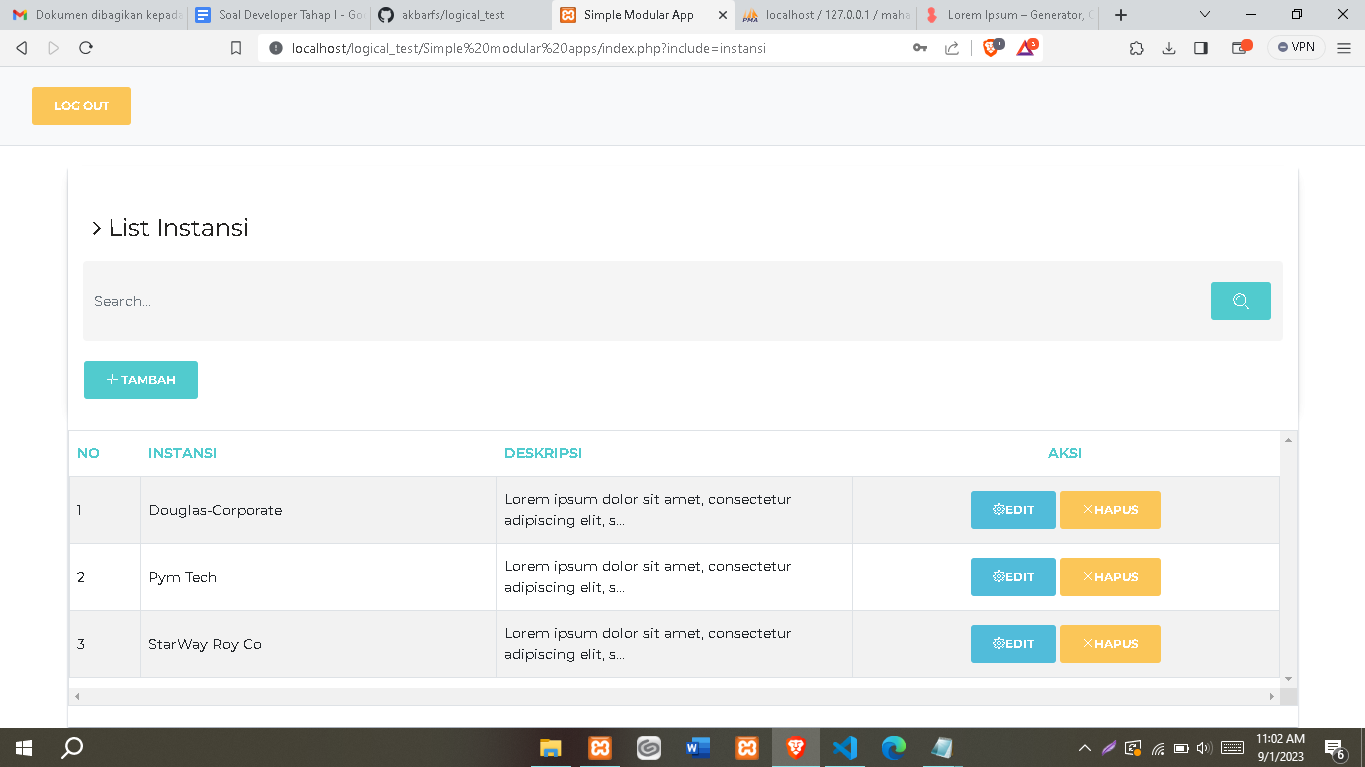 Dokumen dibagikan kepada
Soal Developer Tahap I - Goo
akbarfs/logical_test
Simple Modular App
localhost / 127.0.0.1 / maha
Lorem Ipsum – Generator, O
localhost/logical_test/Simple%20modular%20apps/index.php?include=instansi
VPN
LOG OUT
List Instansi
Search...
TAMBAH
NO INSTANSI DESKRIPSI AKSI
1 Douglas-Corporate Lorem ipsum dolor sit amet, consectetur
adipiscing elit, s... EDIT HAPUS
2 Pym Tech Lorem ipsum dolor sit amet, consectetur
adipiscing elit, s... EDIT HAPUS
3 StarWay Roy Co Lorem ipsum dolor sit amet, consectetur
adipiscing elit, s... EDIT HAPUS
11:02 AM
9/1/2023
6